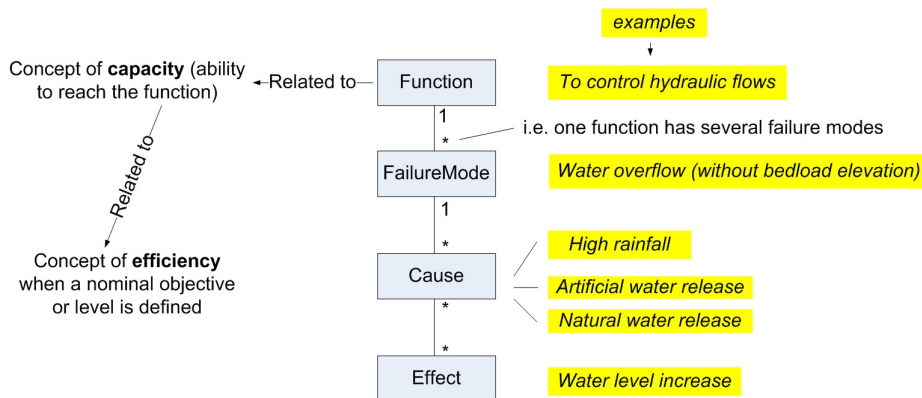 examples
Concept of capacity (ability
to reach the function)
Related to
Function
To control hydraulic flows
1
*
i.e. one function has several failure modes
Related to
FailureMode
Water overflow (without bedload elevation)
1
*
Concept of efficiency
when a nominal objective
or level is defined
Cause
High rainfall
Artificial water release
Natural water release
*
*
Effect
Water level increase